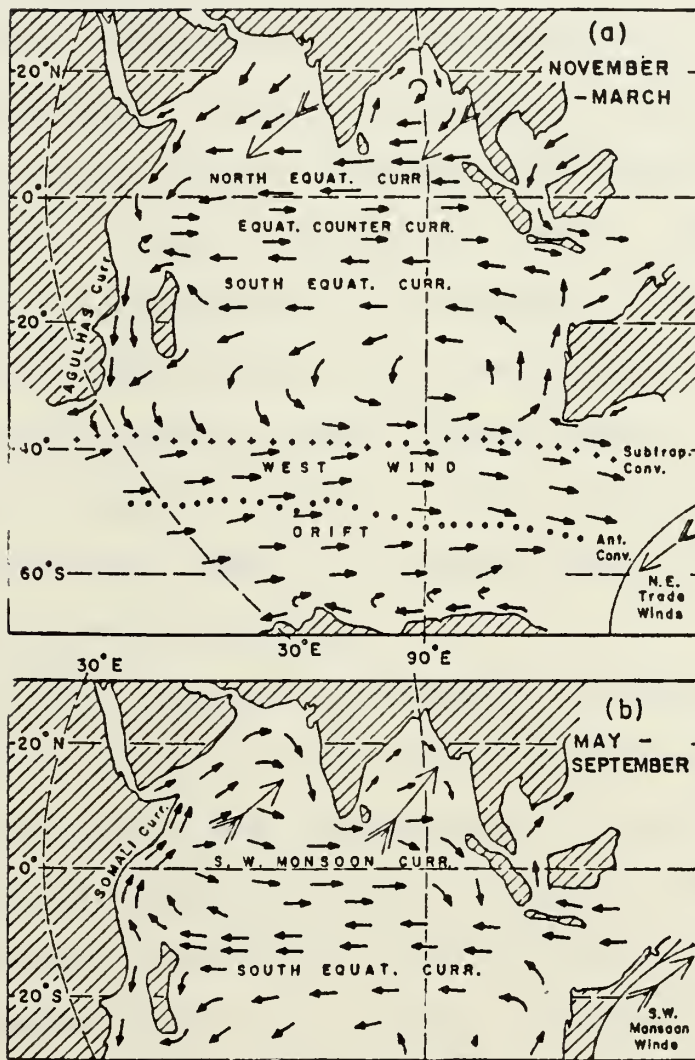 (a)
NOVEMBER
-MARCH
20°N
NORTH EQUAT. CURR
0°
EQUAT. COUNTER CURR.
SOUTH EQUAT. CURR.
AGULHAS Curr.
20°
40°
Subtrop.
Conv.
WEST WIND
DRIFT
Ant.
Conv.
60°S
N.E.
Trade
Winds
30°E 30°E 90°E
(b)
MAY -
SEPTEMBER
20°N
SOMALI Curr.
S.W. MONSOON CURR.
0°
SOUTH EQUAT. CURR.
20°S
S.W.
Monsoon
Winds